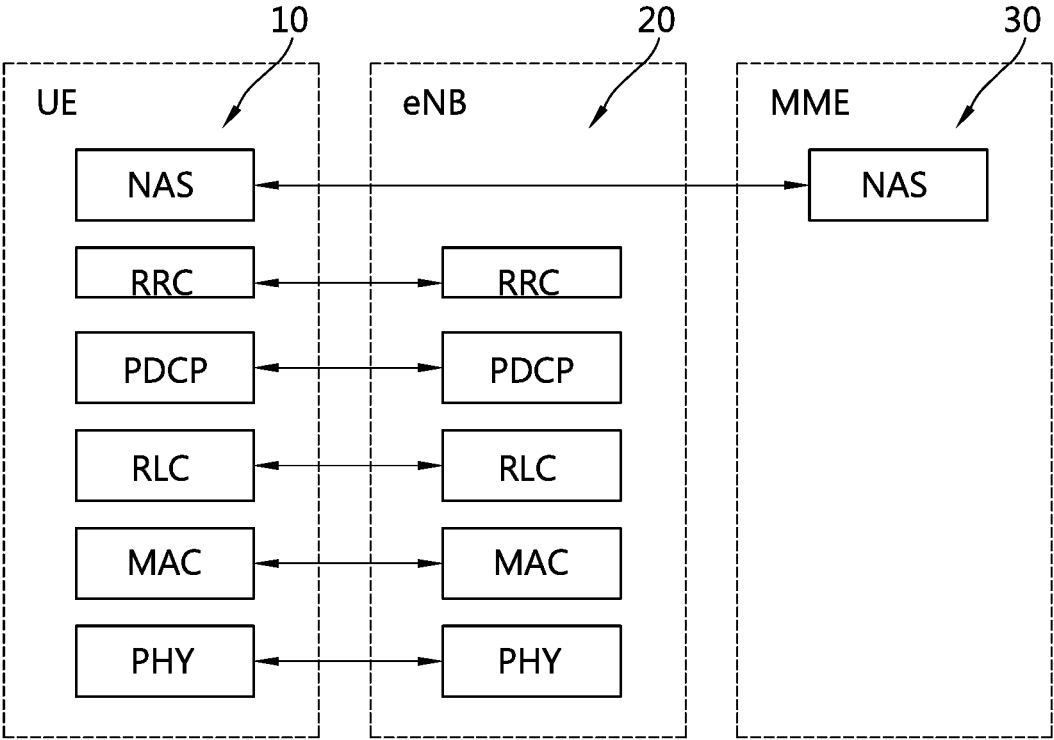 10 20 30
UE eNB MME
NAS NAS
RRC RRC
PDCP PDCP
RLC RLC
MAC MAC
PHY PHY